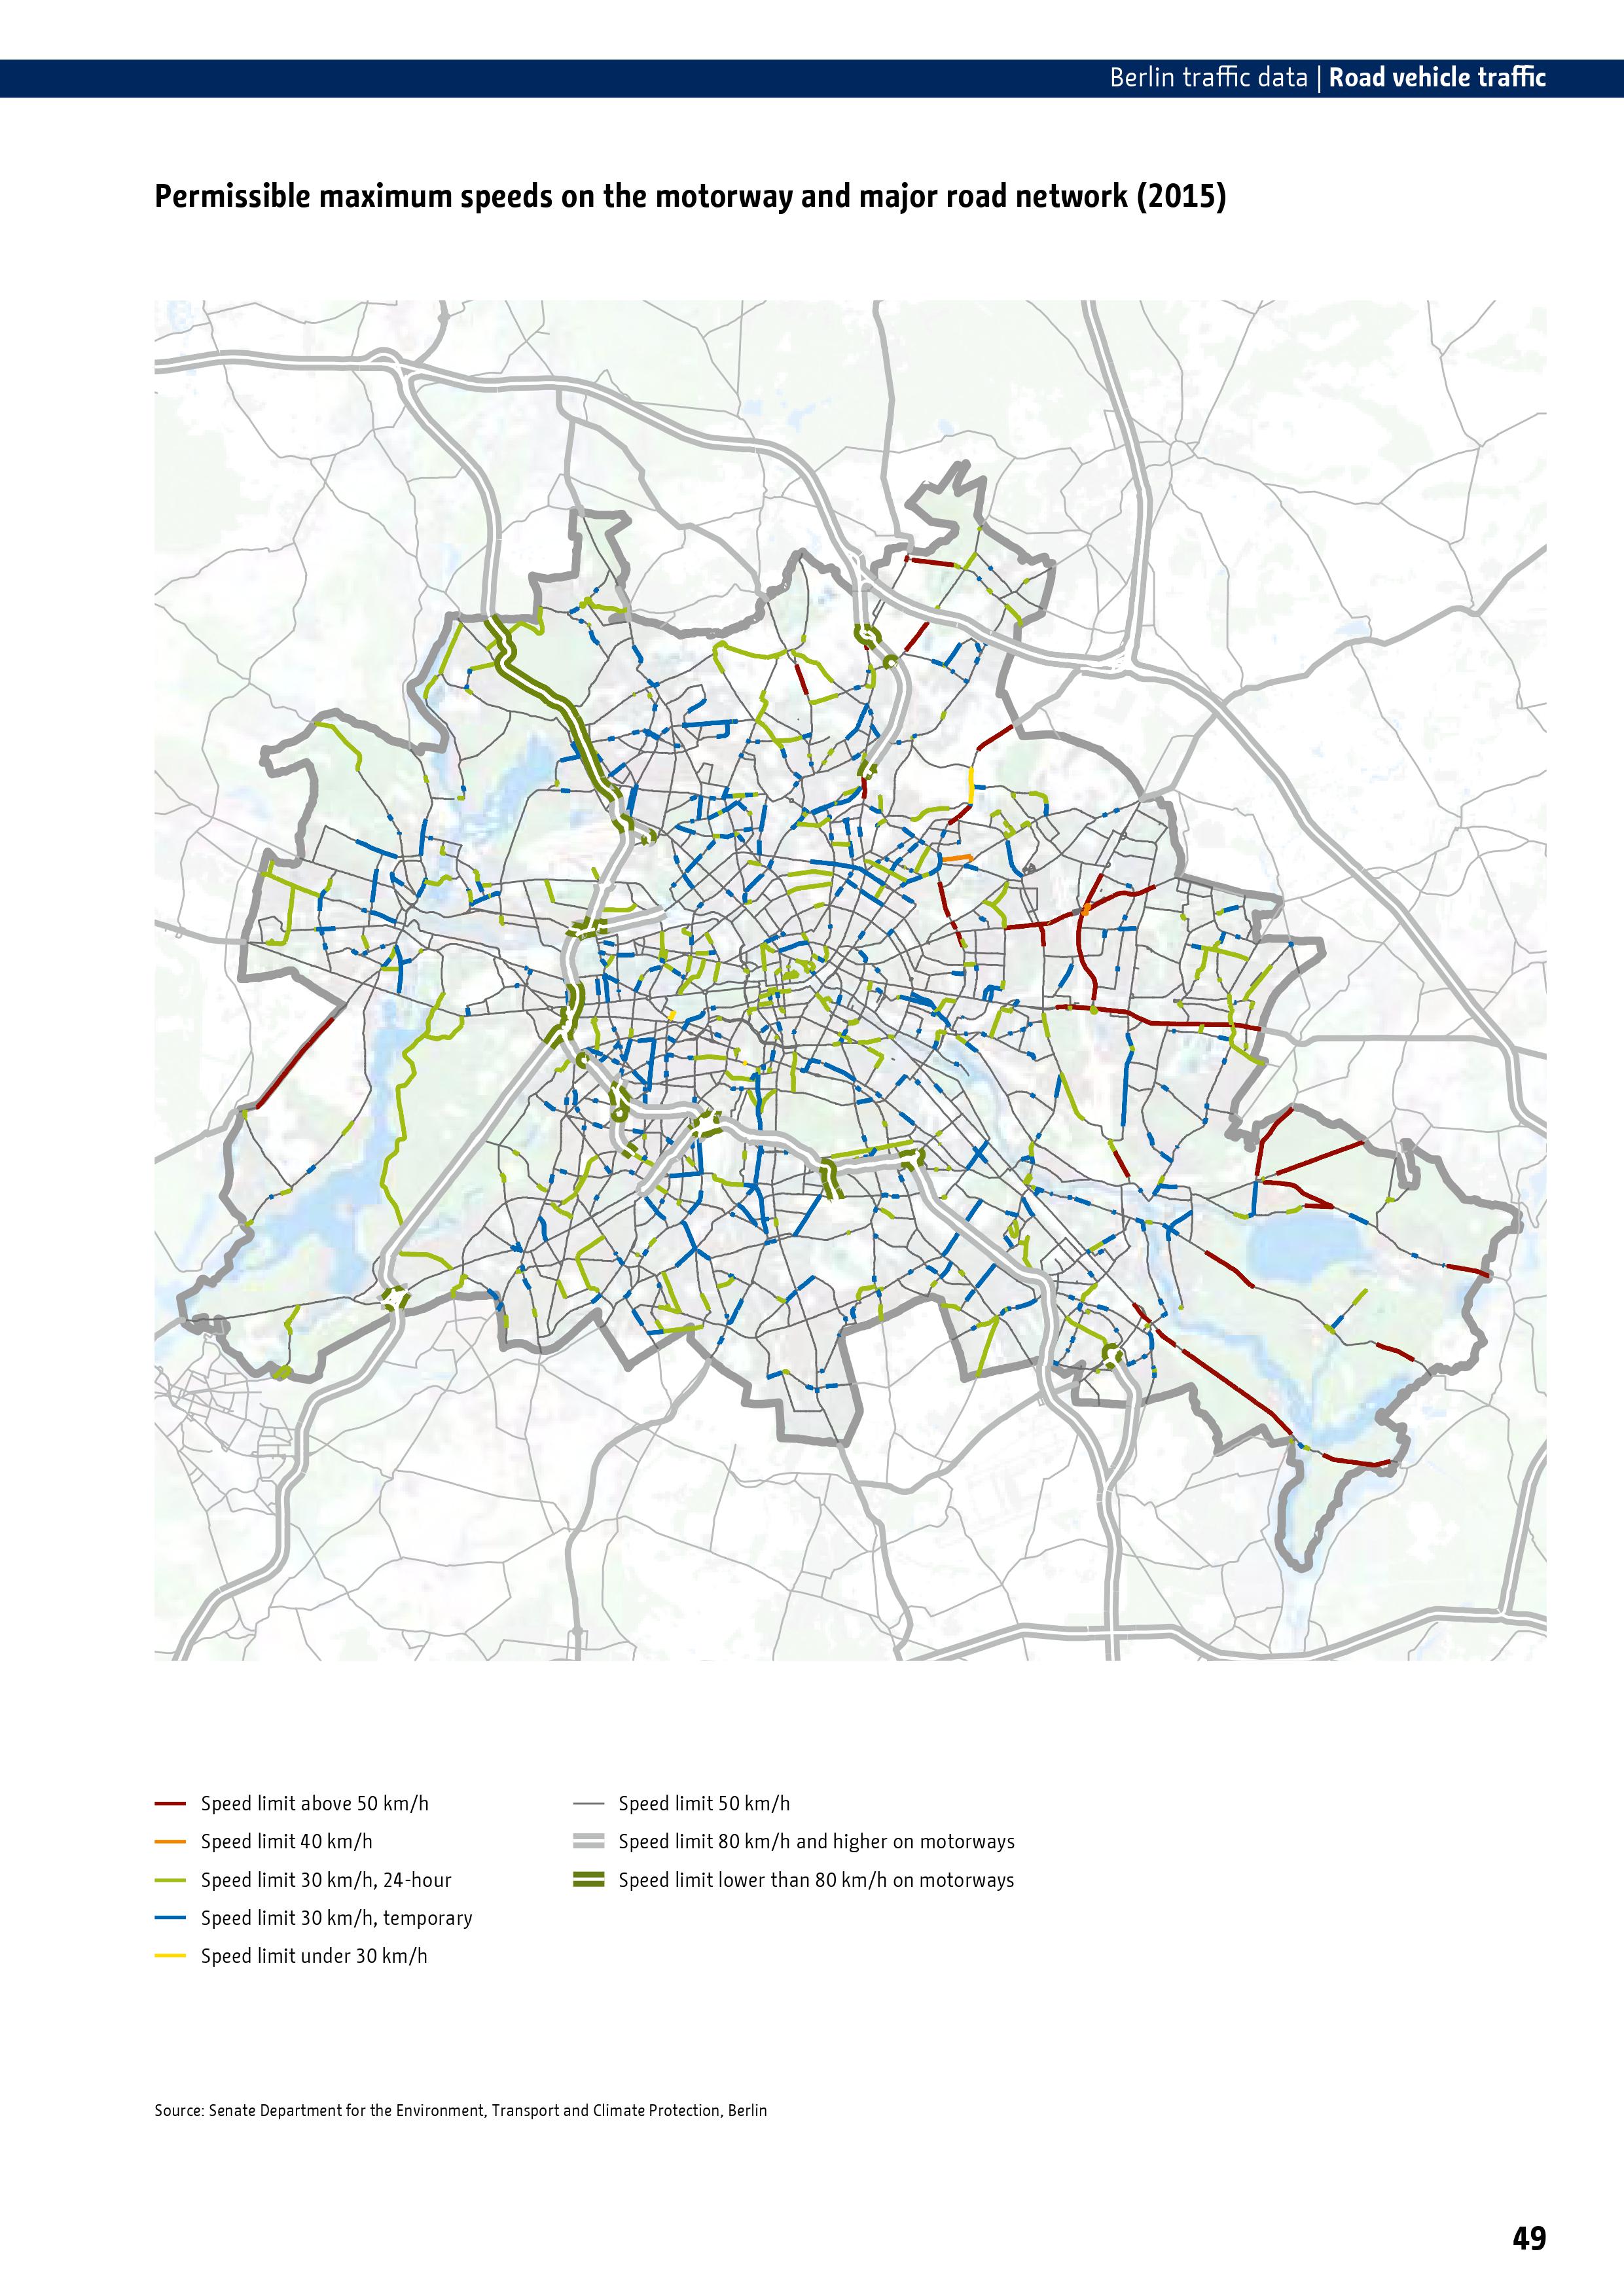 Berlin traffic data | Road vehicle traffic
Permissible maximum speeds on the motorway and major road network (2015)
Speed limit above 50 km/h
Speed limit 40 km/h
Speed limit 30 km/h, 24-hour
Speed limit 30 km/h, temporary
Speed limit under 30 km/h
Speed limit 50 km/h
Speed limit 80 km/h and higher on motorways
Speed limit lower than 80 km/h on motorways
Source: Senate Department for the Environment, Transport and Climate Protection, Berlin
49